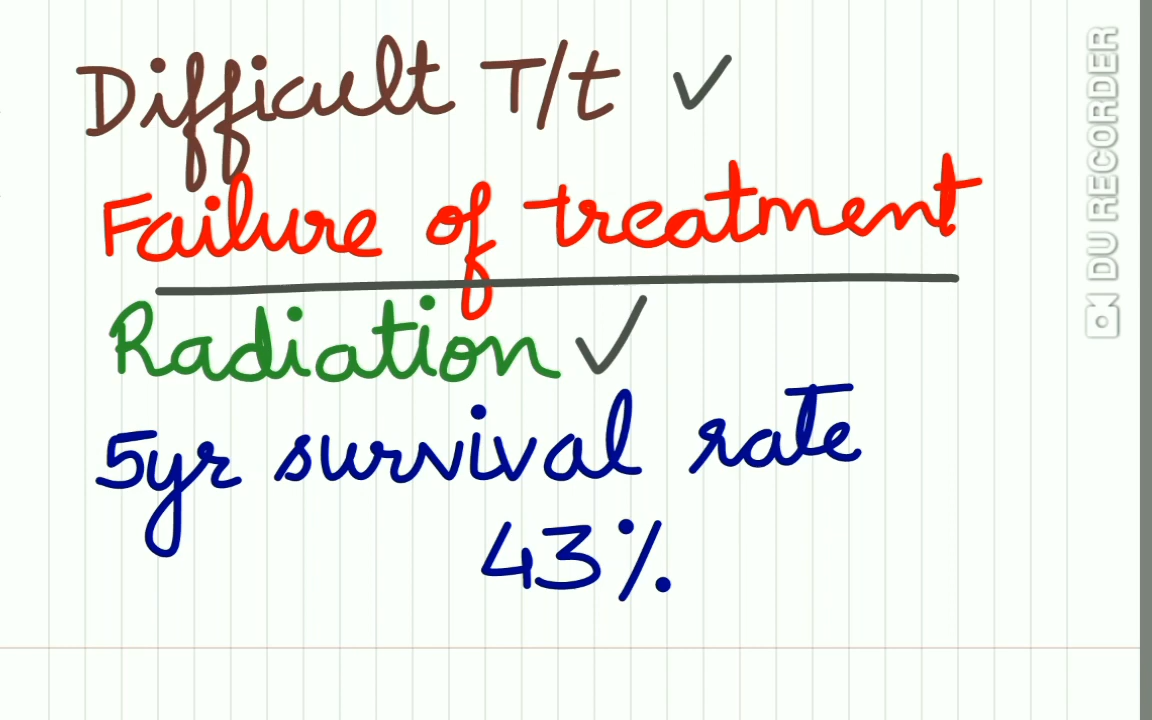 Difficult T/t ✓
Failure of treatment
Radiation ✓
5yr survival rate
43%
DU RECORDER